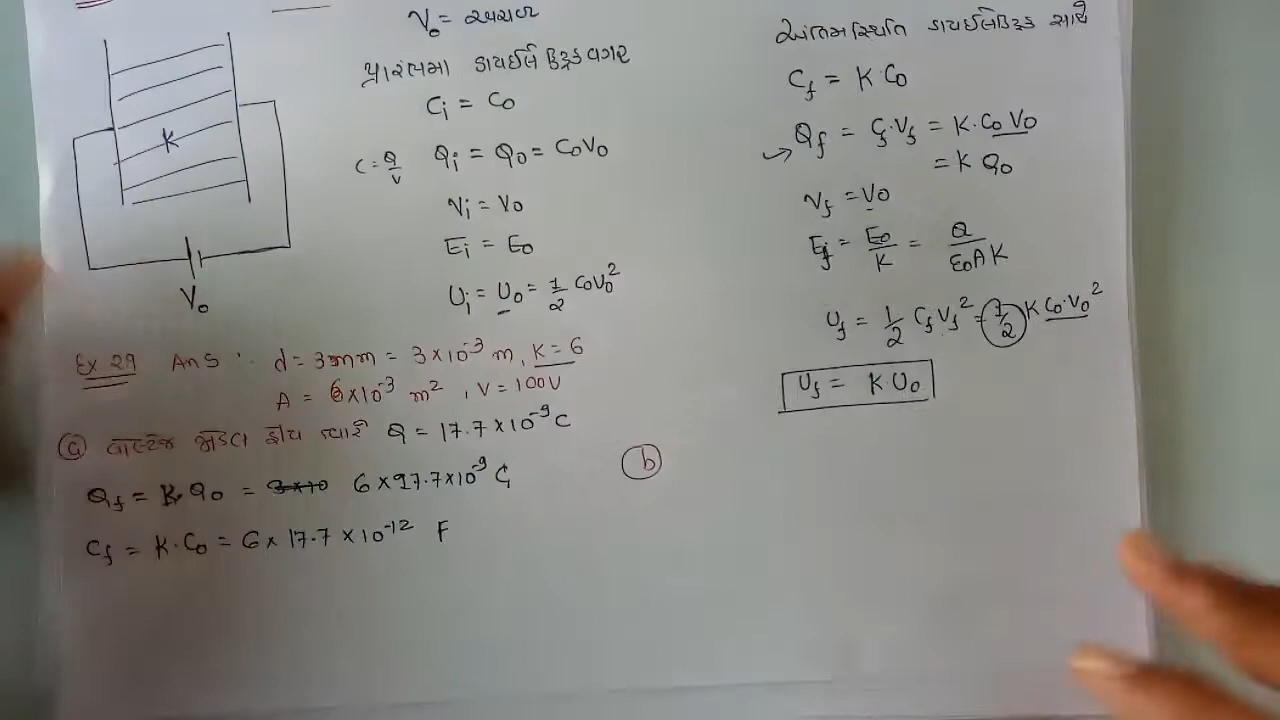 V₀ = અચળ
K
V₀
પ્રારંભમાં ડાયઈલેક્ટ્રિક વગર
Cᵢ = C₀
C = Q/V
Qᵢ = Q₀ = C₀V₀
Vᵢ = V₀
Eᵢ = E₀
Uᵢ = U₀ = 1/2 C₀V₀²
અંતિમ સ્થિતિ ડાયઈલેક્ટ્રિક સાથે
C_f = K·C₀
Q_f = C_f·V_f = K·C₀V₀
= K Q₀
V_f = V₀
E_f = E₀/K = Q/ε₀AK
U_f = 1/2 C_f V_f² = 1/2 K C₀·V₀²
U_f = K·U₀
Ex 29 Ans : d = 3mm = 3×10⁻³ m, K = 6
A = 6×10⁻³ m², V = 100V
(a) વોલ્ટેજ જોડેલ હોય ત્યારે Q = 17.7×10⁻⁹ C
Q_f = K·Q₀ = 3×10 6×17.7×10⁻⁹ C
C_f = K·C₀ = 6×17.7×10⁻¹² F
(b)